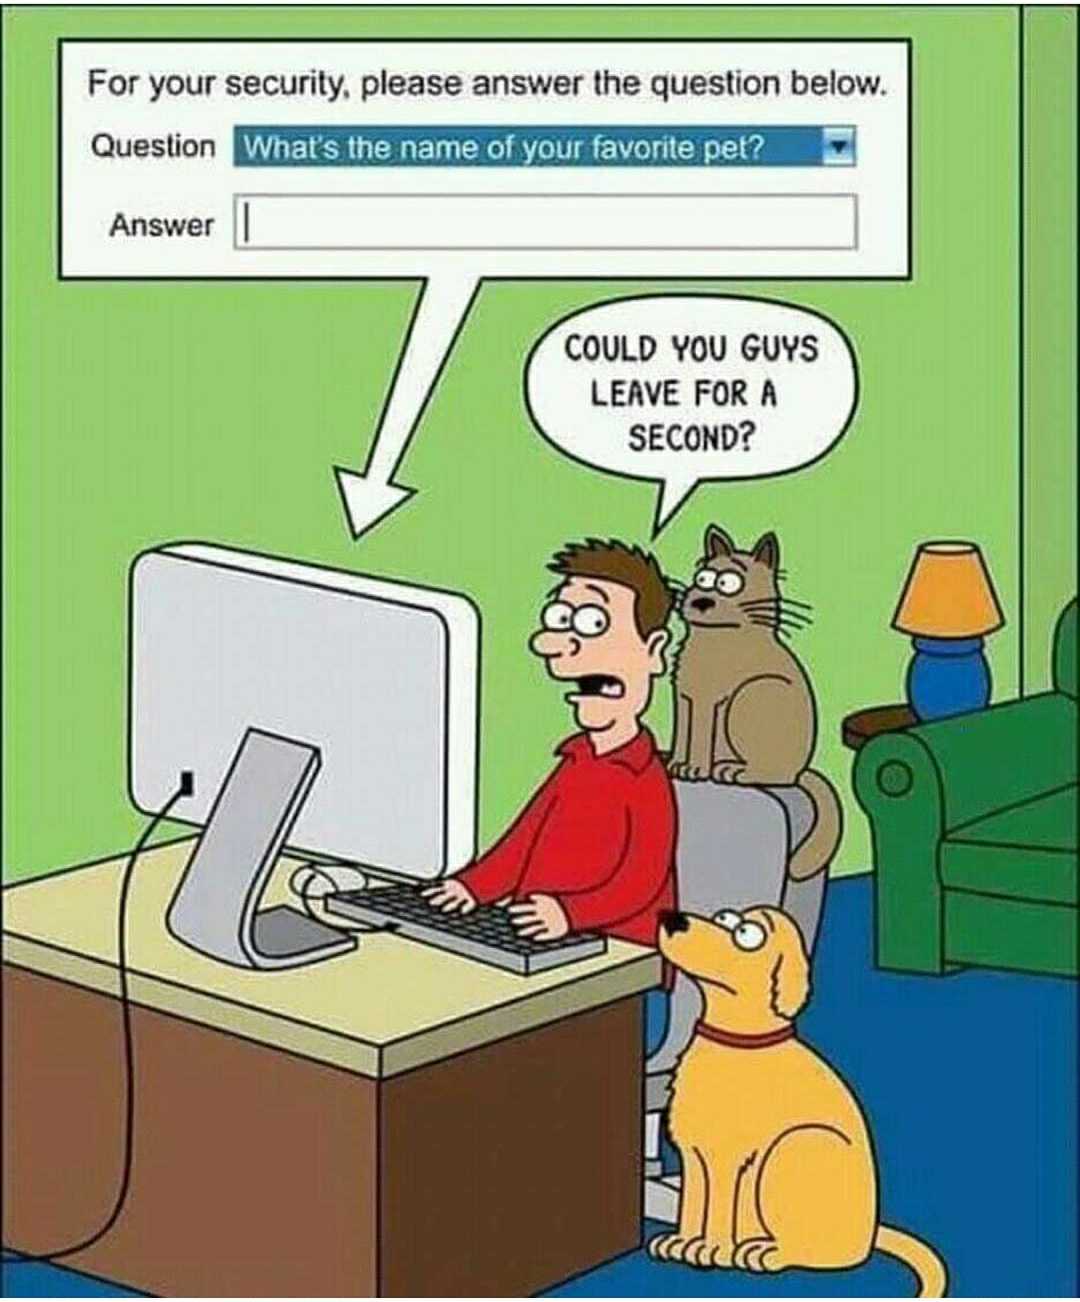 For your security, please answer the question below.
Question What's the name of your favorite pet?
Answer
COULD YOU GUYS
LEAVE FOR A
SECOND?